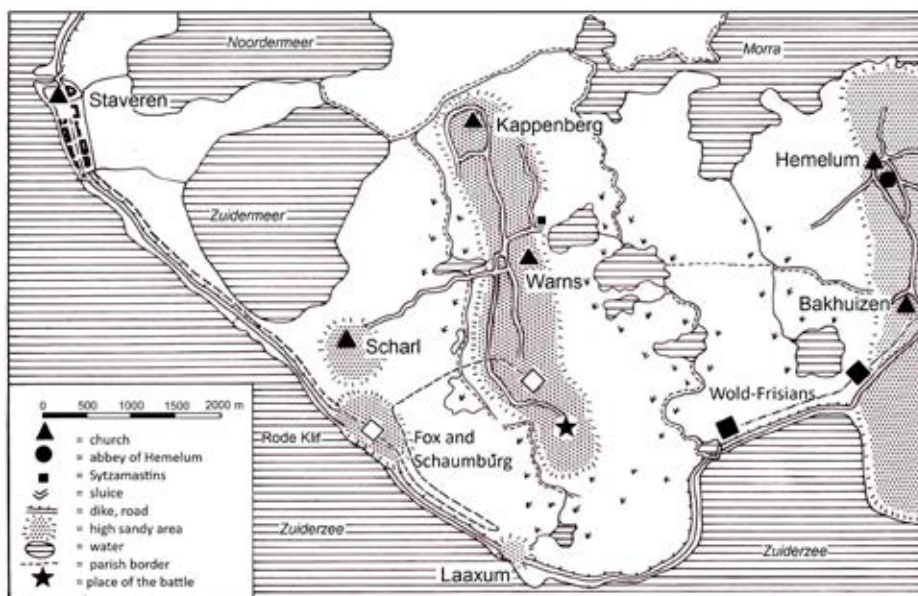 Noordermeer
Morra
Staveren
Kappenberg
Hemelum
Zuidermeer
Warns
Bakhuizen
Scharl
Wold-Frisians
0 500 1000 1500 2000 m
Rode Klif
Fox and
Schaumburg
= church
= abbey of Hemelum
= Sytzamastins
= sluice
= dike, road
= high sandy area
= water
= parish border
= place of the battle
Zuiderzee
Zuiderzee
Laaxum